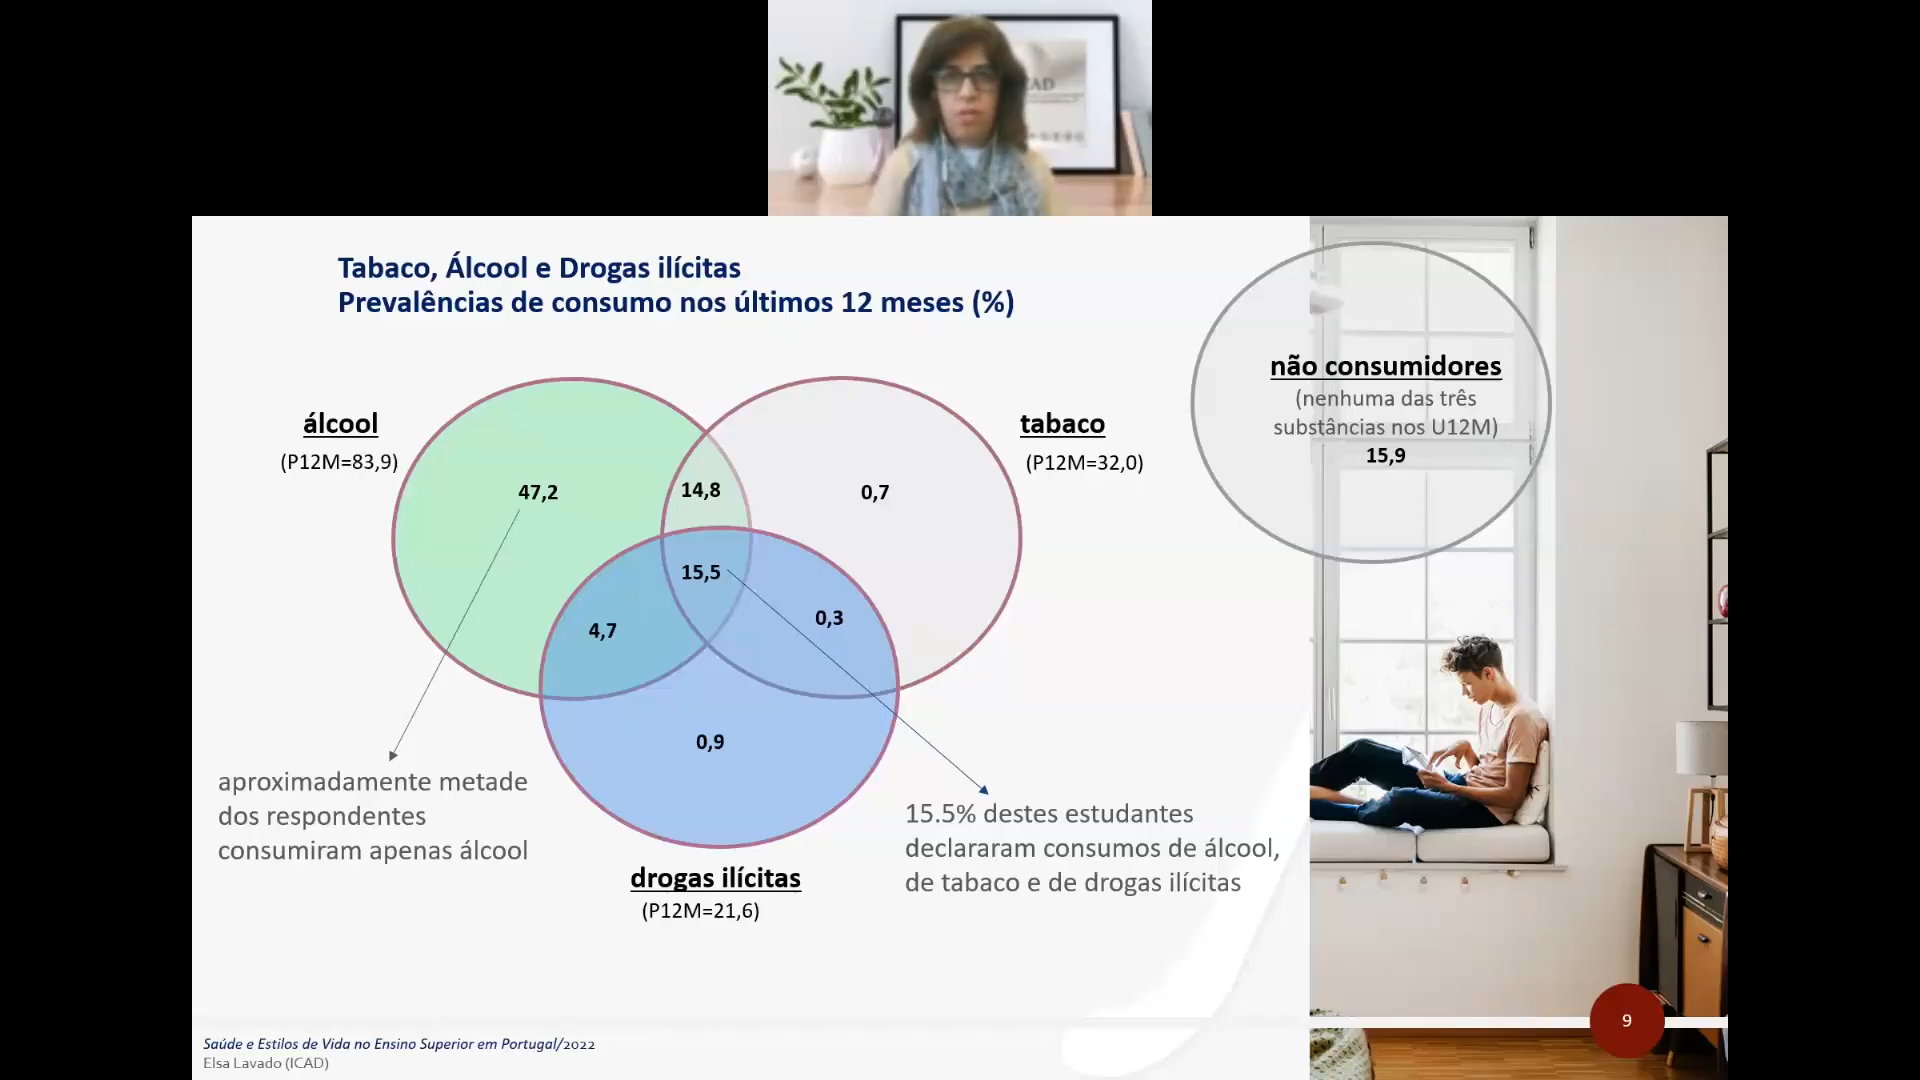 Tabaco, Álcool e Drogas ilícitas
Prevalências de consumo nos últimos 12 meses (%)
não consumidores
(nenhuma das três
substâncias nos U12M)
15,9
álcool
(P12M=83,9)
tabaco
(P12M=32,0)
47,2
14,8
0,7
15,5
0,3
4,7
0,9
aproximadamente metade
dos respondentes
consumiram apenas álcool
15.5% destes estudantes
declararam consumos de álcool,
de tabaco e de drogas ilícitas
drogas ilícitas
(P12M=21,6)
9
Saúde e Estilos de Vida no Ensino Superior em Portugal/2022
Elsa Lavado (ICAD)